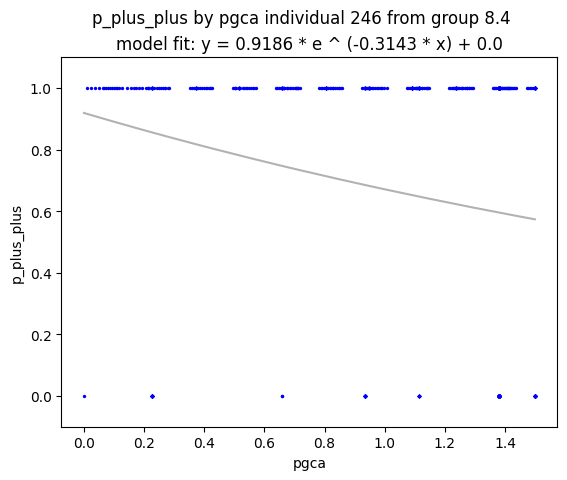 p_plus_plus by pgca individual 246 from group 8.4
model fit: y = 0.9186 * e ^ (-0.3143 * x) + 0.0
1.0
0.8
0.6
0.4
0.2
0.0
p_plus_plus
0.0 0.2 0.4 0.6 0.8 1.0 1.2 1.4
pgca